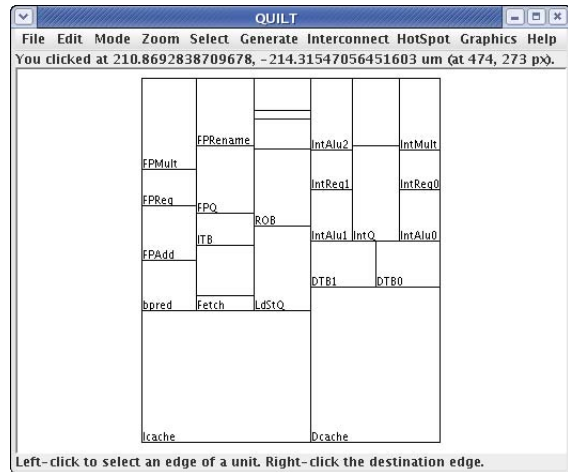 QUILT
File Edit Mode Zoom Select Generate Interconnect HotSpot Graphics Help
You clicked at 210.8692838709678, -214.31547056451603 um (at 474, 273 px).
FPRename IntAlu2 IntMult
FPMult
IntReg1 IntReg0
FPReg FPQ
ROB
ITB IntAlu1 IntQ IntAlu0
FPAdd
DTB1 DTB0
bpred Fetch LdStQ
Icache Dcache
Left-click to select an edge of a unit. Right-click the destination edge.